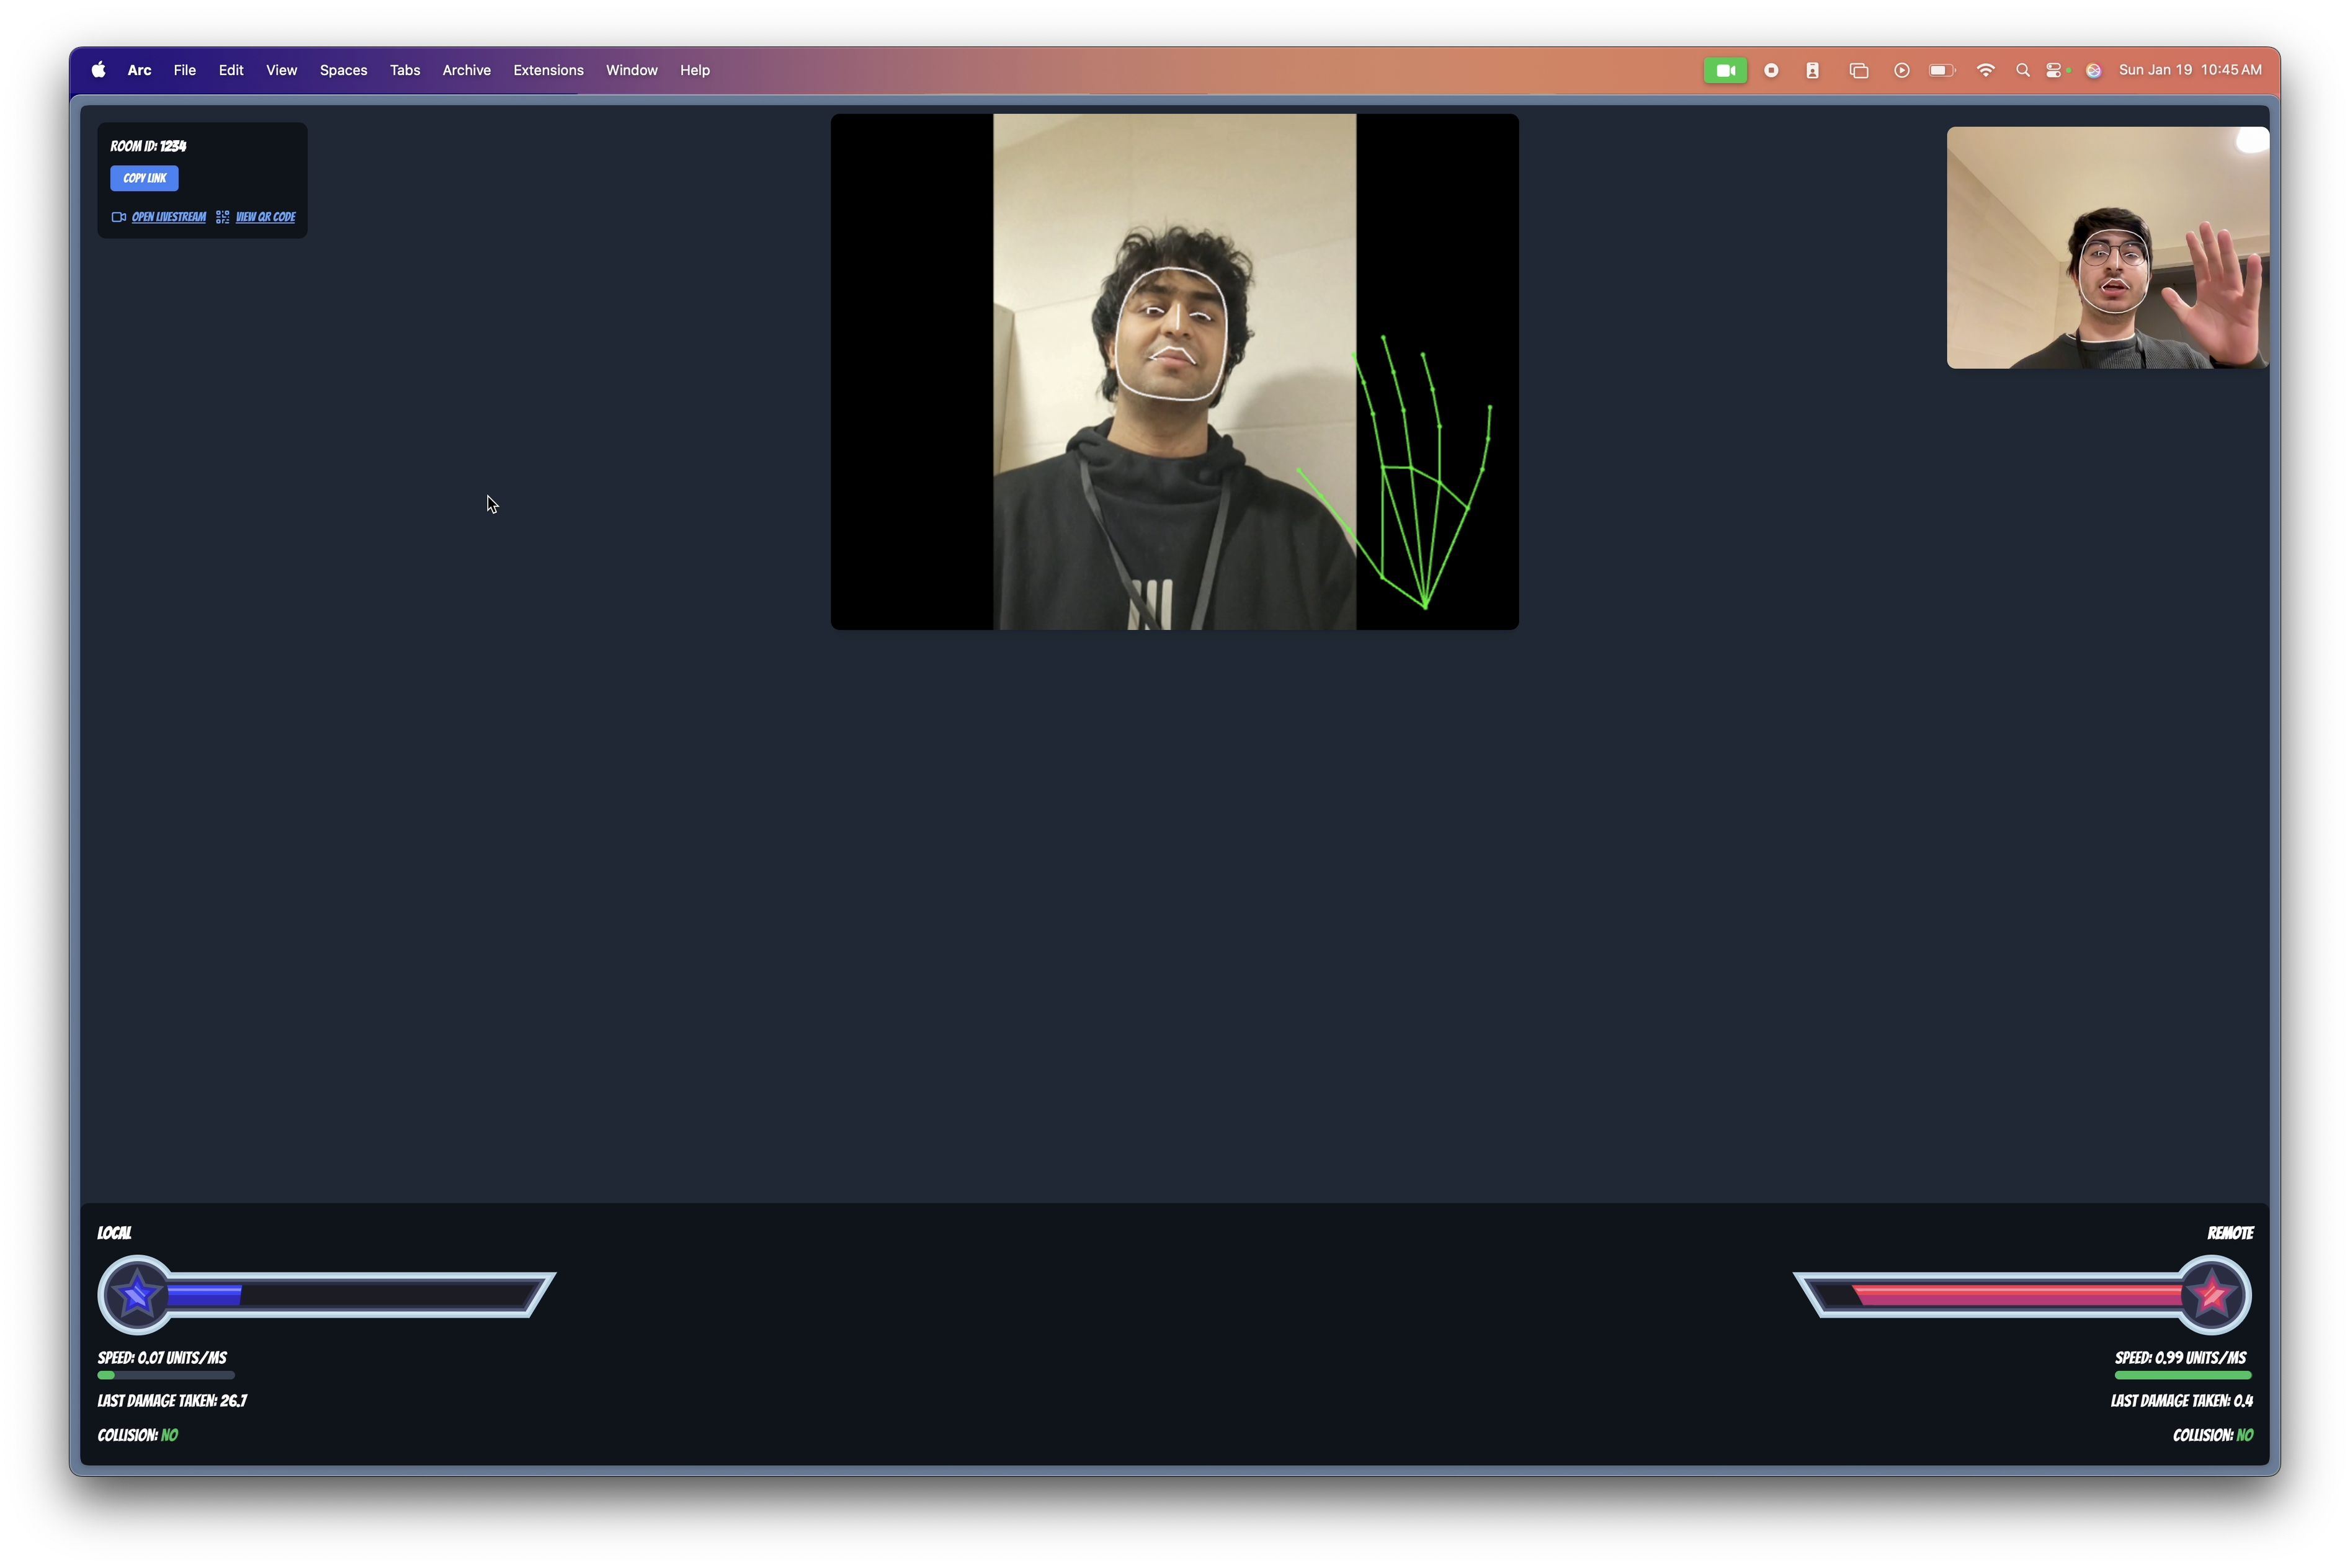 Arc File Edit View Spaces Tabs Archive Extensions Window Help Sun Jan 19 10:45 AM
ROOM ID: 1234
COPY LINK
OPEN LIVESTREAM VIEW QR CODE
LOCAL
SPEED: 0.07 UNITS/MS
LAST DAMAGE TAKEN: 26.7
COLLISION: NO
REMOTE
SPEED: 0.99 UNITS/MS
LAST DAMAGE TAKEN: 0.4
COLLISION: NO